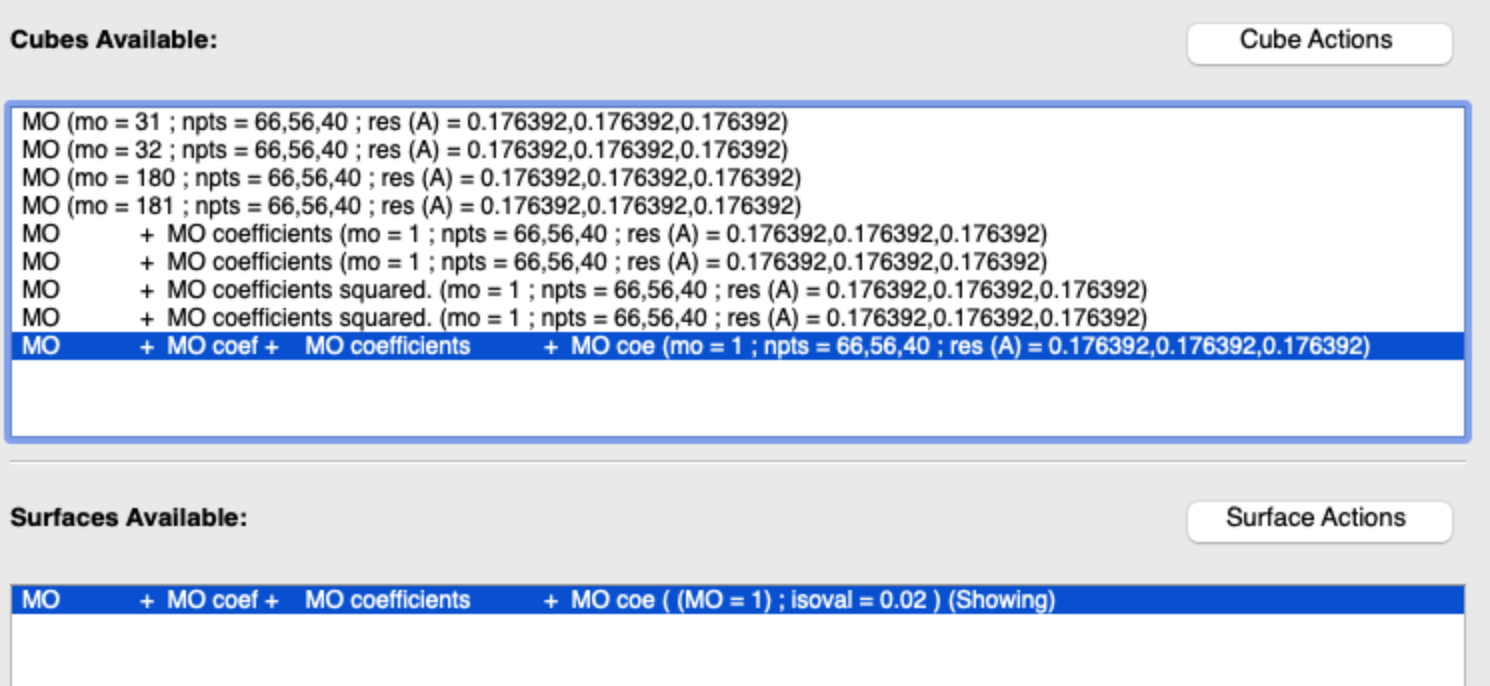 Cubes Available:
Cube Actions
MO (mo = 31 ; npts = 66,56,40 ; res (A) = 0.176392,0.176392,0.176392)
MO (mo = 32 ; npts = 66,56,40 ; res (A) = 0.176392,0.176392,0.176392)
MO (mo = 180 ; npts = 66,56,40 ; res (A) = 0.176392,0.176392,0.176392)
MO (mo = 181 ; npts = 66,56,40 ; res (A) = 0.176392,0.176392,0.176392)
MO + MO coefficients (mo = 1 ; npts = 66,56,40 ; res (A) = 0.176392,0.176392,0.176392)
MO + MO coefficients (mo = 1 ; npts = 66,56,40 ; res (A) = 0.176392,0.176392,0.176392)
MO + MO coefficients squared. (mo = 1 ; npts = 66,56,40 ; res (A) = 0.176392,0.176392,0.176392)
MO + MO coefficients squared. (mo = 1 ; npts = 66,56,40 ; res (A) = 0.176392,0.176392,0.176392)
MO + MO coef + MO coefficients + MO coe (mo = 1 ; npts = 66,56,40 ; res (A) = 0.176392,0.176392,0.176392)
Surfaces Available:
Surface Actions
MO + MO coef + MO coefficients + MO coe ( (MO = 1) ; isoval = 0.02 ) (Showing)